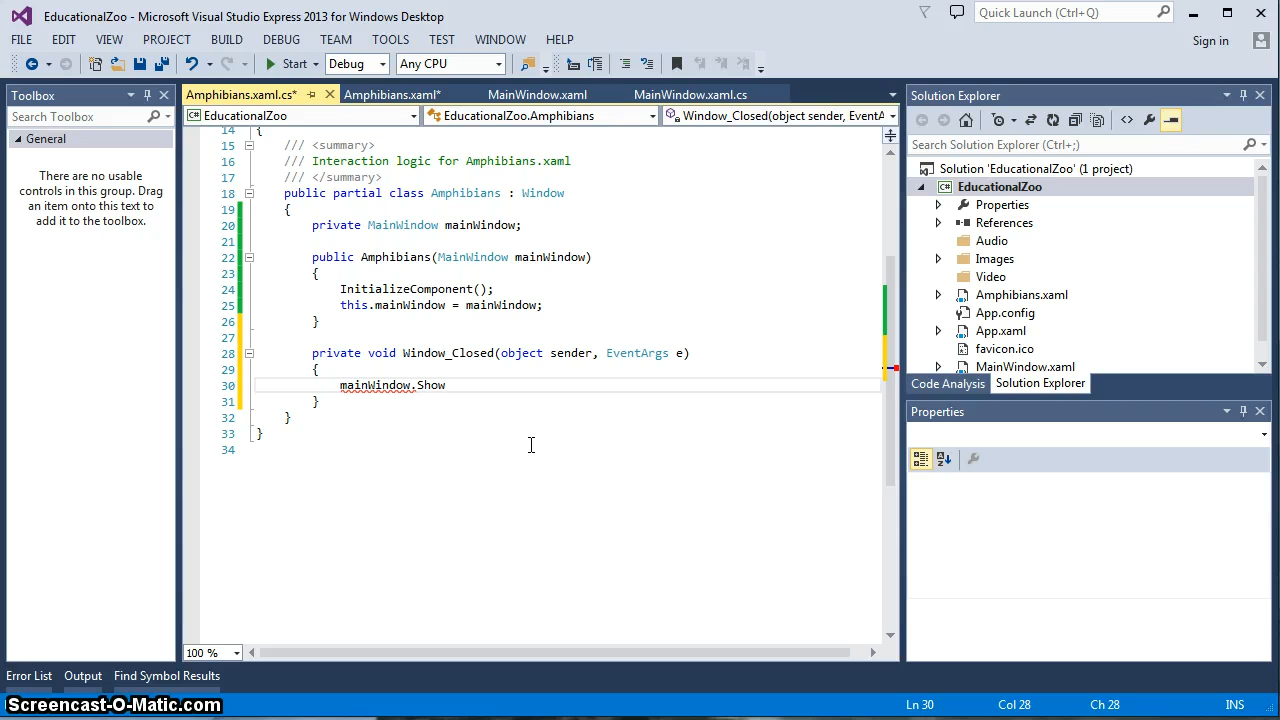 EducationalZoo - Microsoft Visual Studio Express 2013 for Windows Desktop
Quick Launch (Ctrl+Q)
FILE EDIT VIEW PROJECT BUILD DEBUG TEAM TOOLS TEST WINDOW HELP
Sign in
Start Debug Any CPU
Toolbox
Search Toolbox
General
There are no usable
controls in this group. Drag
an item onto this text to
add it to the toolbox.
Amphibians.xaml.cs* Amphibians.xaml* MainWindow.xaml MainWindow.xaml.cs
EducationalZoo EducationalZoo.Amphibians Window_Closed(object sender, EventA
14 {
15 /// <summary>
16 /// Interaction logic for Amphibians.xaml
17 /// </summary>
18 public partial class Amphibians : Window
19 {
20 private MainWindow mainWindow;
21
22 public Amphibians(MainWindow mainWindow)
23 {
24 InitializeComponent();
25 this.mainWindow = mainWindow;
26 }
27
28 private void Window_Closed(object sender, EventArgs e)
29 {
30 mainWindow.Show
31 }
32 }
33 }
34
100 %
Solution Explorer
Search Solution Explorer (Ctrl+;)
Solution 'EducationalZoo' (1 project)
C# EducationalZoo
Properties
References
Audio
Images
Video
Amphibians.xaml
App.config
App.xaml
favicon.ico
MainWindow.xaml
Code Analysis Solution Explorer
Solution Explorer
Properties
Error List Output Find Symbol Results
Screencast-O-Matic.com
Ln 30 Col 28 Ch 28 INS